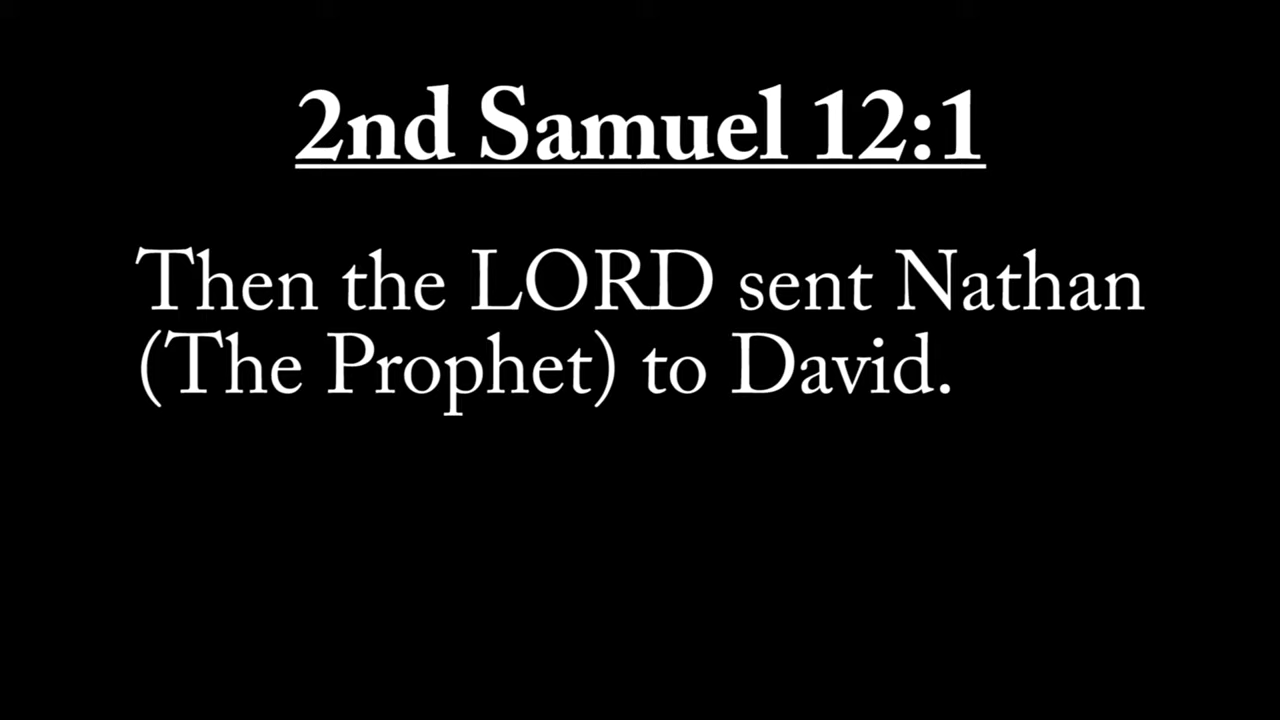 2nd Samuel 12:1
Then the LORD sent Nathan
(The Prophet) to David.